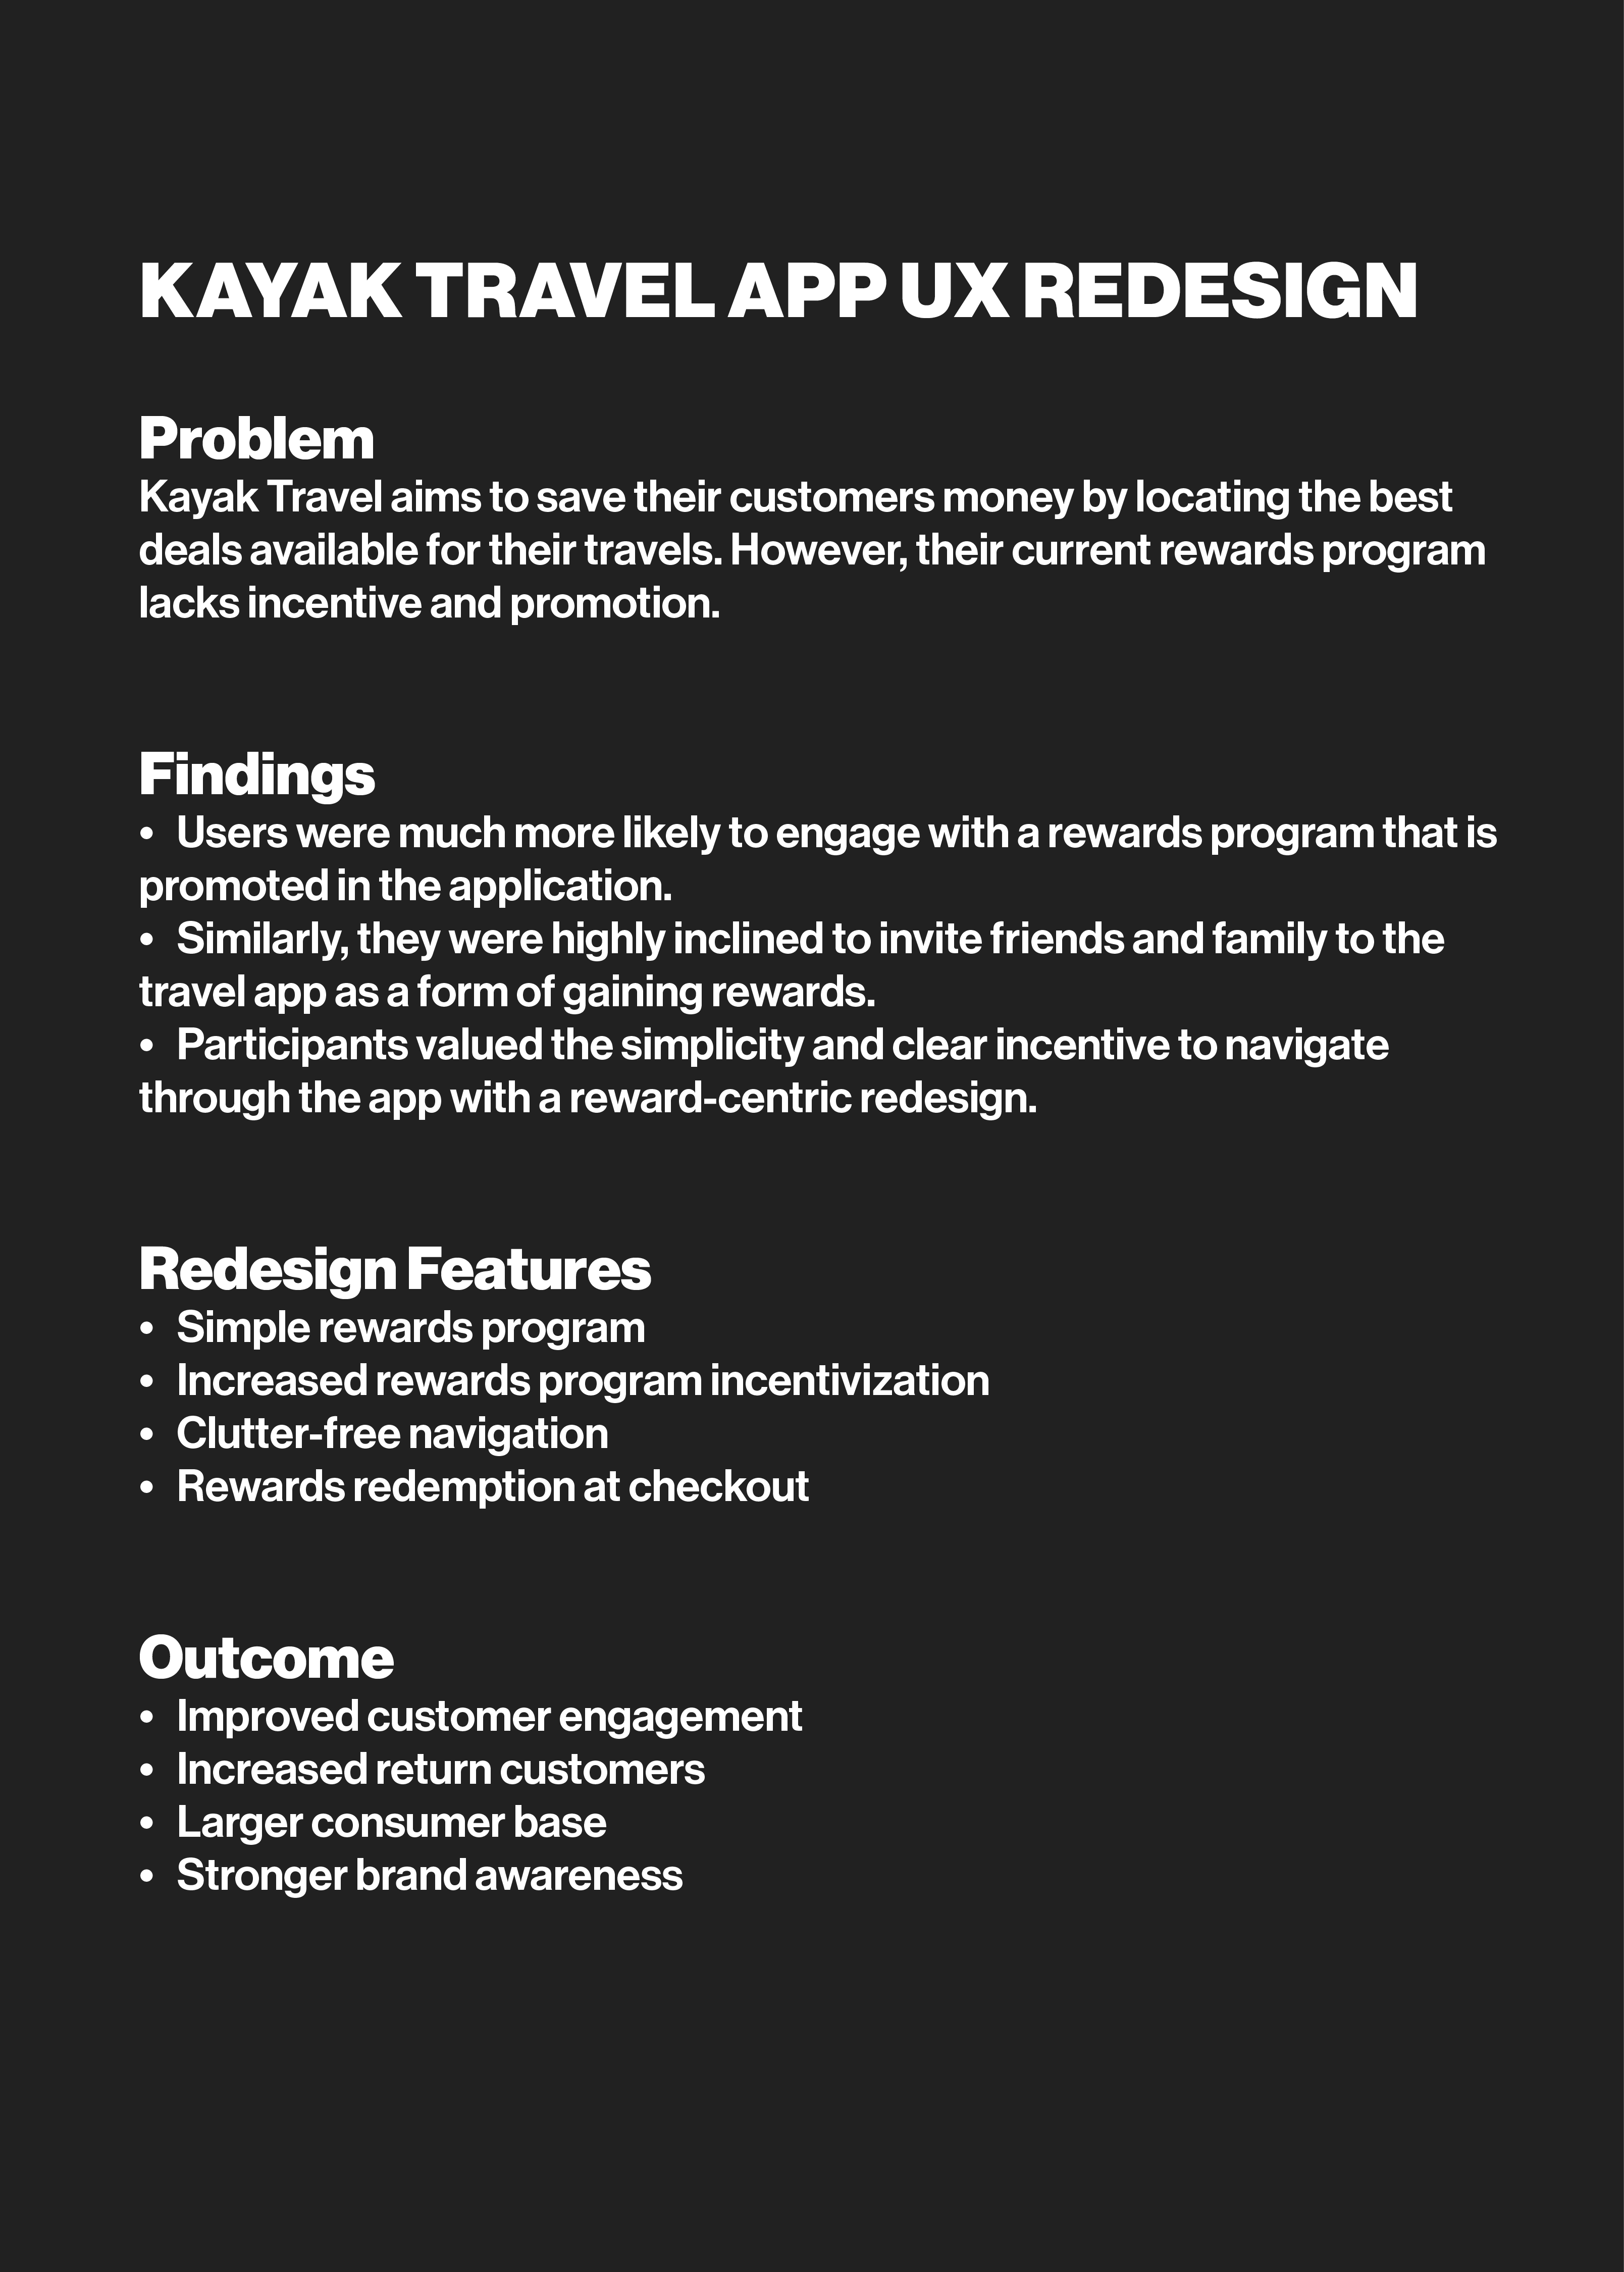 KAYAK TRAVEL APP UX REDESIGN
Problem
Kayak Travel aims to save their customers money by locating the best
deals available for their travels. However, their current rewards program
lacks incentive and promotion.
Findings
• Users were much more likely to engage with a rewards program that is
promoted in the application.
• Similarly, they were highly inclined to invite friends and family to the
travel app as a form of gaining rewards.
• Participants valued the simplicity and clear incentive to navigate
through the app with a reward-centric redesign.
Redesign Features
• Simple rewards program
• Increased rewards program incentivization
• Clutter-free navigation
• Rewards redemption at checkout
Outcome
• Improved customer engagement
• Increased return customers
• Larger consumer base
• Stronger brand awareness